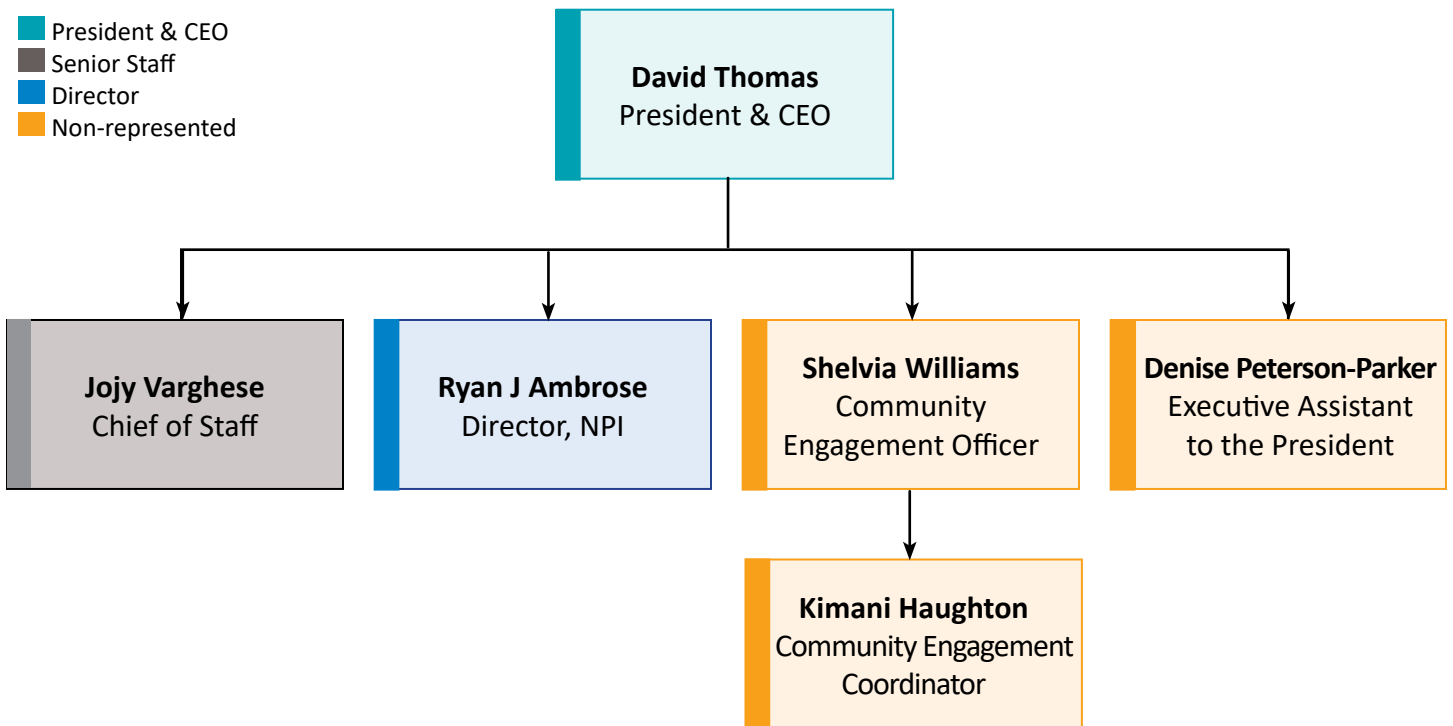 President & CEO
Senior Staff
Director
Non-represented
David Thomas
President & CEO
Jojy Varghese
Chief of Staff
Ryan J Ambrose
Director, NPI
Shelvia Williams
Community
Engagement Officer
Denise Peterson-Parker
Executive Assistant
to the President
Kimani Haughton
Community Engagement
Coordinator